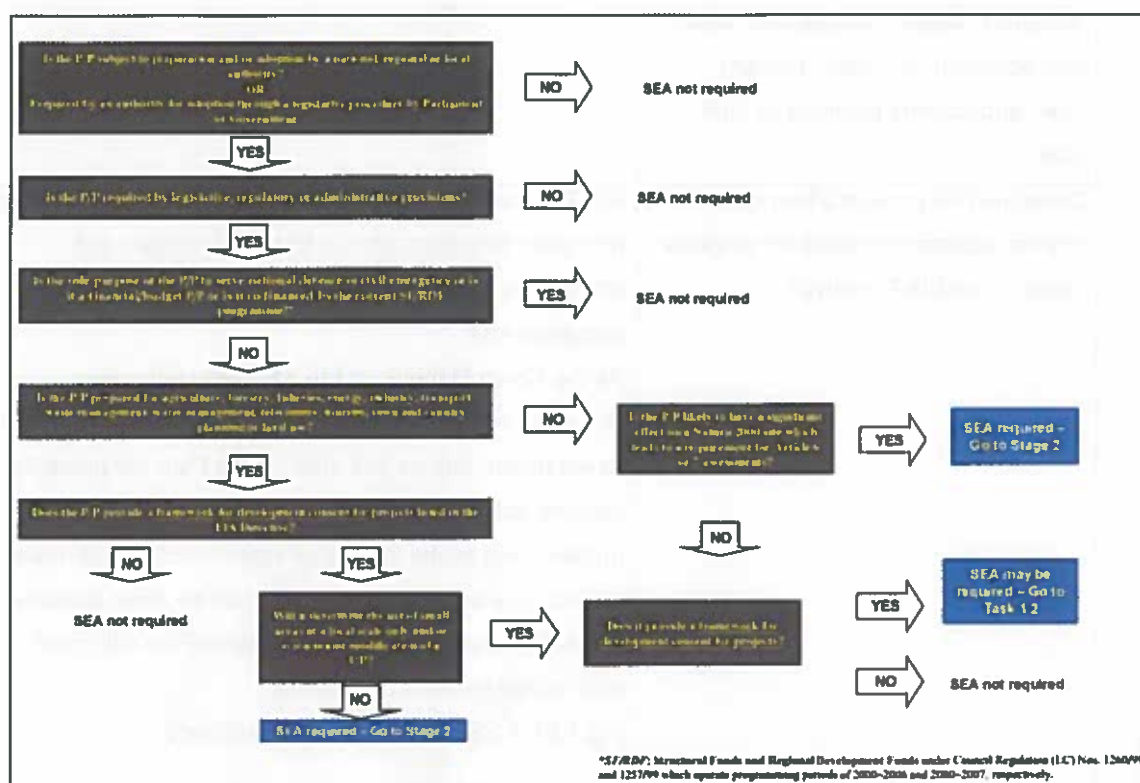 Is the P/P subject to preparation and/or adoption by a national, regional or local
authority?
OR
Prepared by an authority for adoption through a legislative procedure by Parliament
or Government
NO
SEA not required
YES
Is the P/P required by legislative, regulatory or administrative provisions?
NO
SEA not required
YES
Is the sole purpose of the P/P to serve national defence or civil emergency or is
it a financial/budget P/P or is it co-financed by the current SF/RDF
programme?*
YES
SEA not required
NO
Is the P/P prepared for agriculture, forestry, fisheries, energy, industry, transport
waste management, water management, telecomms, tourism, town and country
planning or land use?
NO
Is the P/P likely to have a significant
effect on a Natura 2000 site which
leads to a requirement for Article 6
or 7 assessments?
YES
SEA required –
Go to Stage 2
YES
NO
Does the P/P provide a framework for development consent for projects listed in the
EIA Directive?
NO
SEA not required
YES
Will it determine the use of small
areas at a local scale only and/or
is it a minor modification of a
P/P?
YES
Does it provide a framework for
development consent for projects?
YES
SEA may be
required – Go to
Task 1.2
NO
SEA not required
NO
SEA required – Go to Stage 2
*SF/RDF: Structural Funds and Regional Development Funds under Council Regulation (EC) Nos. 1260/99
and 1257/99 which operate programming periods of 2000-2006 and 2000-2007, respectively.